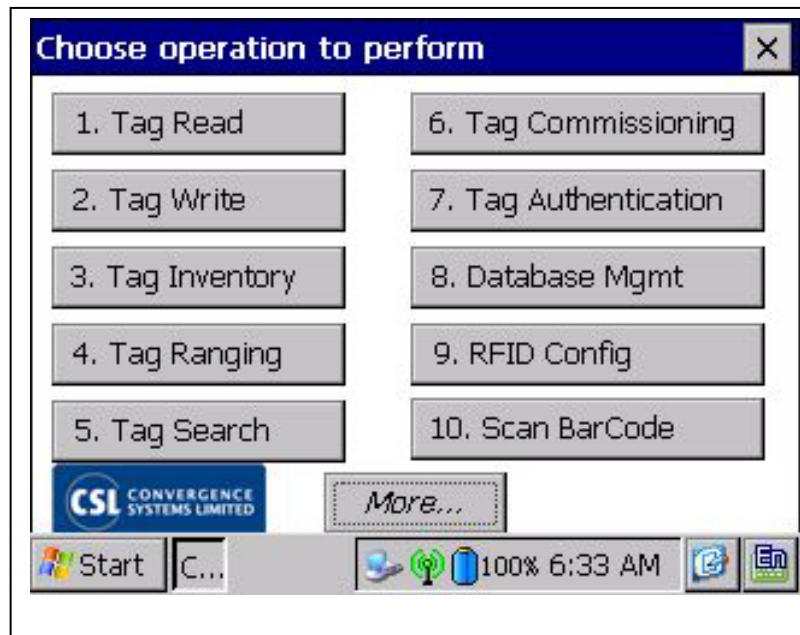 Choose operation to perform
1. Tag Read
2. Tag Write
3. Tag Inventory
4. Tag Ranging
5. Tag Search
6. Tag Commissioning
7. Tag Authentication
8. Database Mgmt
9. RFID Config
10. Scan BarCode
CSL CONVERGENCE
SYSTEMS LIMITED
More...
Start C... 100% 6:33 AM En